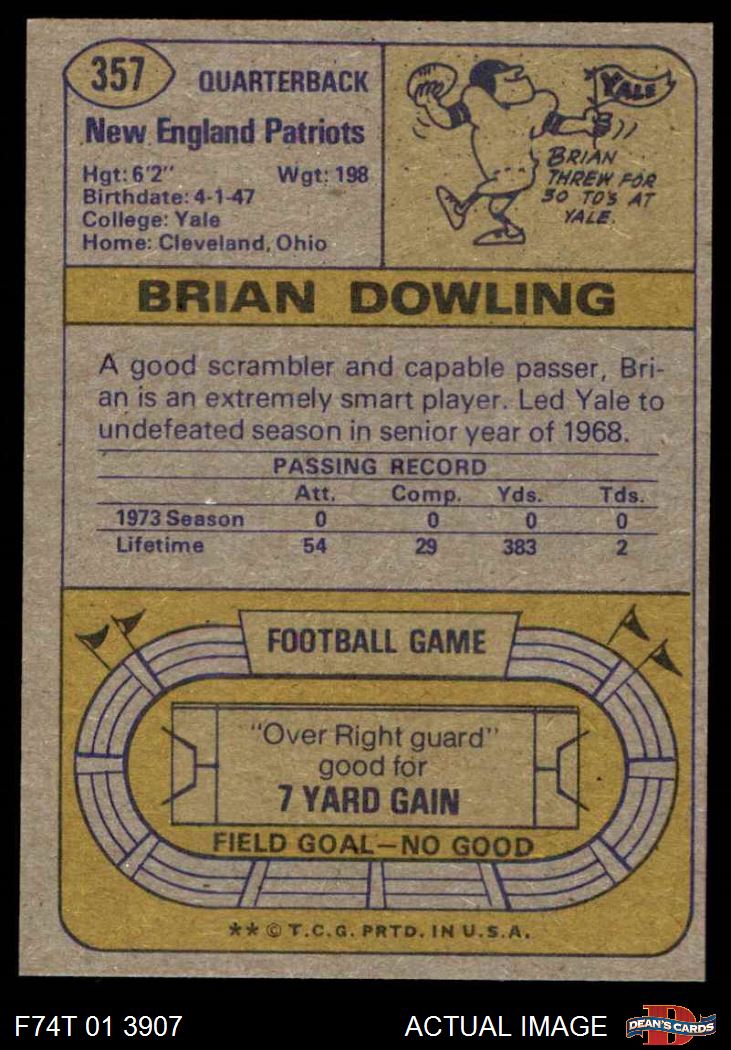 357 QUARTERBACK
New England Patriots
Hgt: 6'2" Wgt: 198
Birthdate: 4-1-47
College: Yale
Home: Cleveland, Ohio
YALE
BRIAN
THREW FOR
30 TD'S AT
YALE.
BRIAN DOWLING
A good scrambler and capable passer, Bri-
an is an extremely smart player. Led Yale to
undefeated season in senior year of 1968.
PASSING RECORD
Att. Comp. Yds. Tds.
1973 Season 0 0 0 0
Lifetime 54 29 383 2
FOOTBALL GAME
"Over Right guard"
good for
7 YARD GAIN
FIELD GOAL—NO GOOD
** © T.C.G. PRTD. IN U.S.A.
F74T 01 3907 ACTUAL IMAGE DEAN'S CARDS